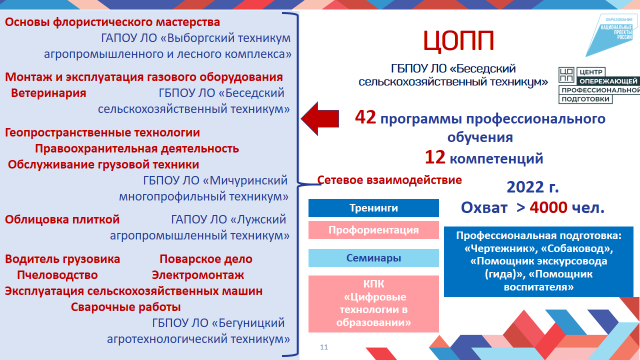 Основы флористического мастерства
ГАПОУ ЛО «Выборгский техникум
агропромышленного и лесного комплекса»
Монтаж и эксплуатация газового оборудования
Ветеринария ГБПОУ ЛО «Беседский
сельскохозяйственный техникум»
Геопространственные технологии
Правоохранительная деятельность
Обслуживание грузовой техники
ГБПОУ ЛО «Мичуринский
многопрофильный техникум»
Облицовка плиткой ГАПОУ ЛО «Лужский
агропромышленный техникум»
Водитель грузовика Поварское дело
Пчеловодство Электромонтаж
Эксплуатация сельскохозяйственных машин
Сварочные работы
ГБПОУ ЛО «Бегуницкий
агротехнологический техникум»
ЦОПП
ГБПОУ ЛО «Беседский
сельскохозяйственный техникум»
ОБРАЗОВАНИЕ
НАЦИОНАЛЬНЫЕ
ПРОЕКТЫ
РОССИИ
ЦОПП
ЦЕНТР
ОПЕРЕЖАЮЩЕЙ
ПРОФЕССИОНАЛЬНОЙ
ПОДГОТОВКИ
42 программы профессионального
обучения
12 компетенций
Сетевое взаимодействие
Тренинги
Профориентация
Семинары
КПК
«Цифровые
технологии в
образовании»
2022 г.
Охват > 4000 чел.
Профессиональная подготовка:
«Чертежник», «Собаковод»,
«Помощник экскурсовода
(гида)», «Помощник
воспитателя»
11